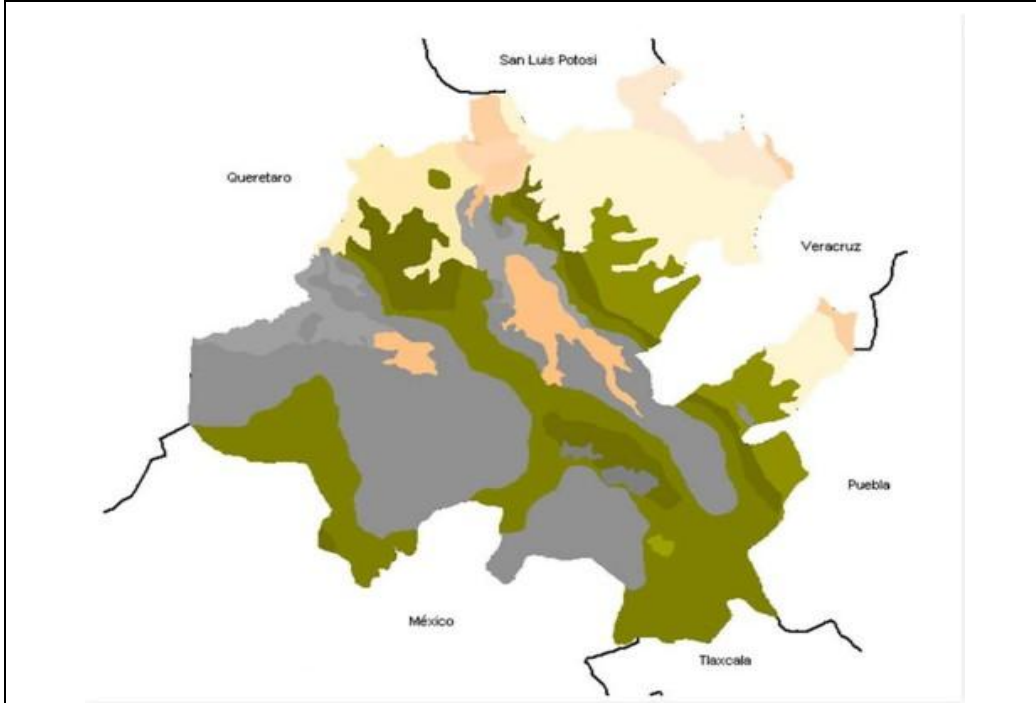 San Luis Potosi
Queretaro
Veracruz
Puebla
México
Tlaxcala